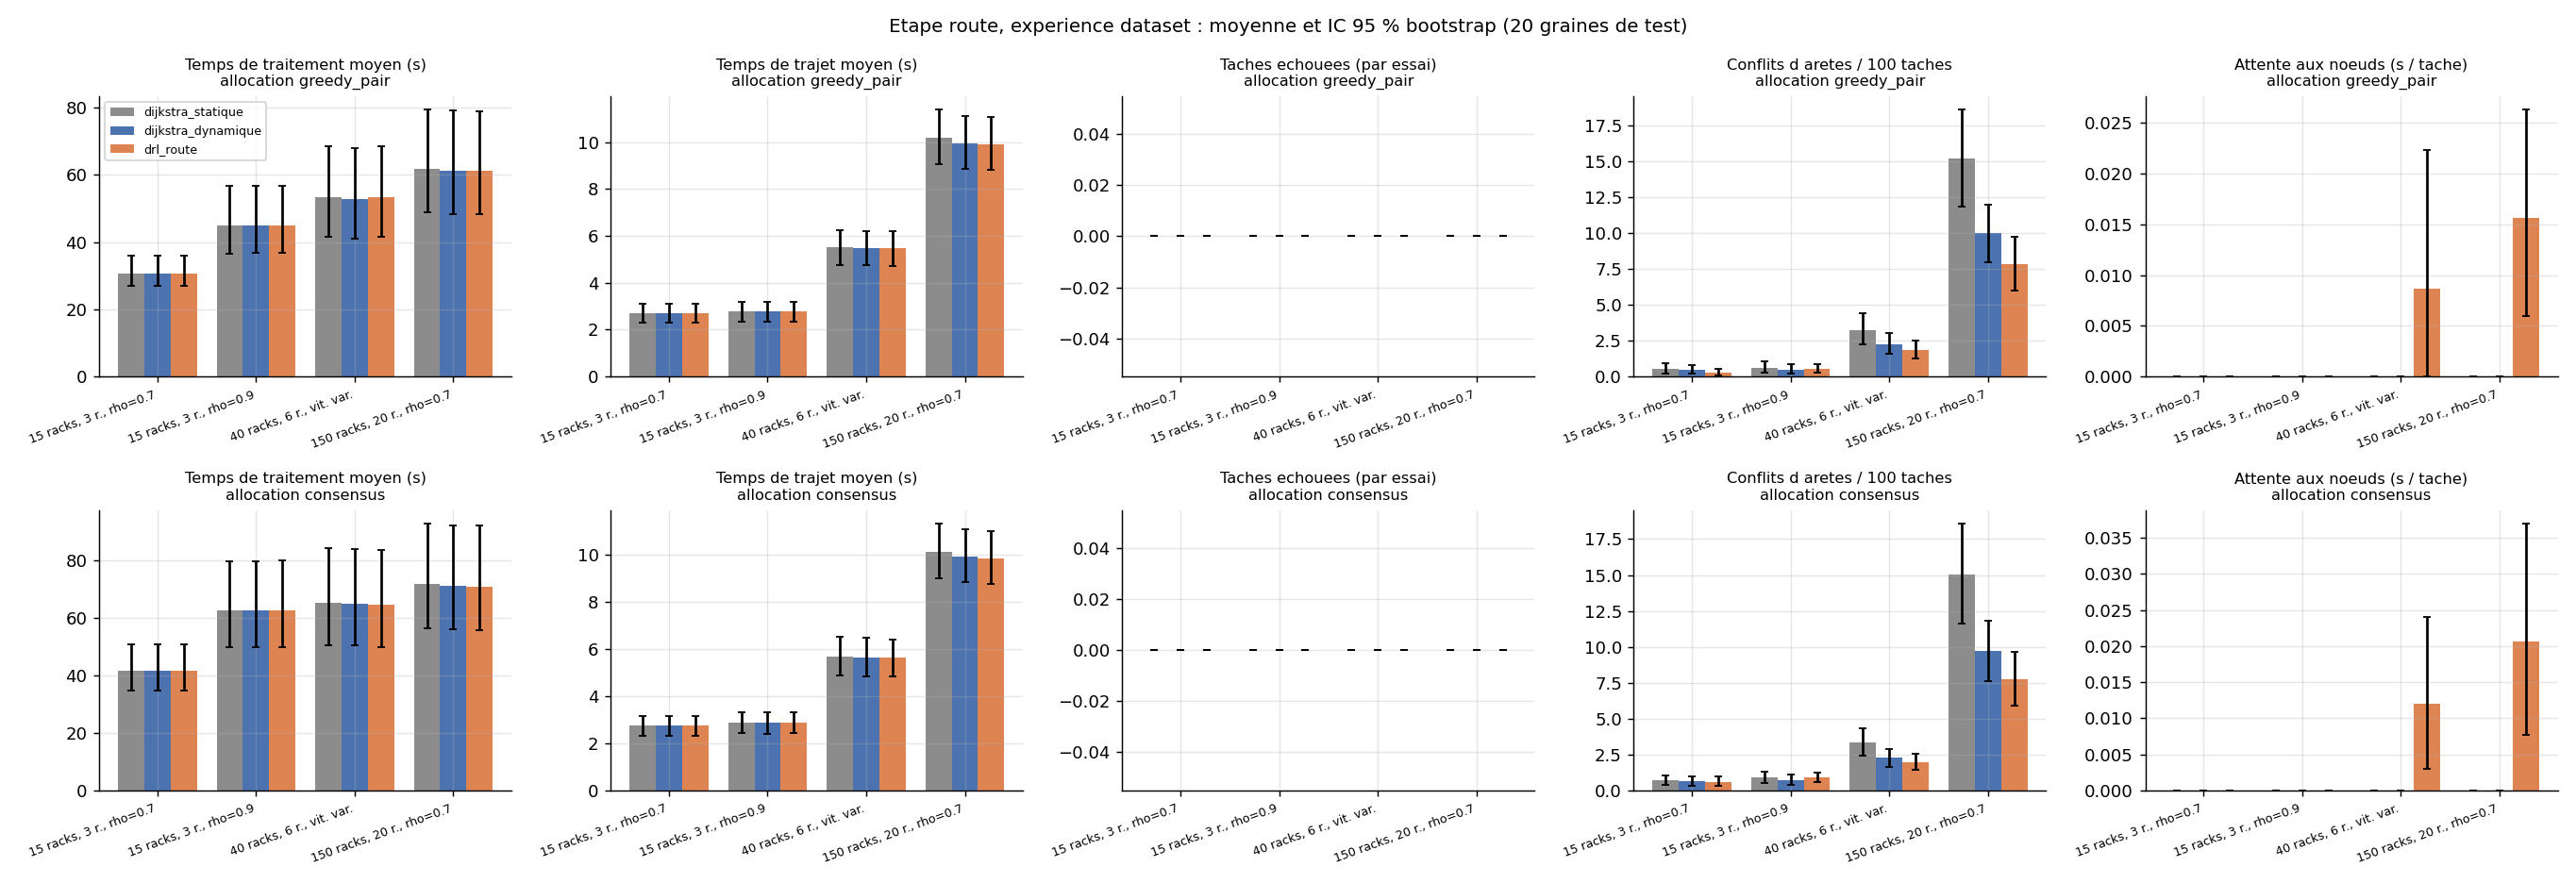 Etape route, experience dataset : moyenne et IC 95 % bootstrap (20 graines de test)
Temps de traitement moyen (s)
allocation greedy_pair
80
60
40
20
0
dijkstra_statique
dijkstra_dynamique
drl_route
15 racks, 3 r., rho=0.7
15 racks, 3 r., rho=0.9
40 racks, 6 r., vit. var.
150 racks, 20 r., rho=0.7
Temps de trajet moyen (s)
allocation greedy_pair
10
8
6
4
2
0
15 racks, 3 r., rho=0.7
15 racks, 3 r., rho=0.9
40 racks, 6 r., vit. var.
150 racks, 20 r., rho=0.7
Taches echouees (par essai)
allocation greedy_pair
0.04
0.02
0.00
−0.02
−0.04
15 racks, 3 r., rho=0.7
15 racks, 3 r., rho=0.9
40 racks, 6 r., vit. var.
150 racks, 20 r., rho=0.7
Conflits d aretes / 100 taches
allocation greedy_pair
17.5
15.0
12.5
10.0
7.5
5.0
2.5
0.0
15 racks, 3 r., rho=0.7
15 racks, 3 r., rho=0.9
40 racks, 6 r., vit. var.
150 racks, 20 r., rho=0.7
Attente aux noeuds (s / tache)
allocation greedy_pair
0.025
0.020
0.015
0.010
0.005
0.000
15 racks, 3 r., rho=0.7
15 racks, 3 r., rho=0.9
40 racks, 6 r., vit. var.
150 racks, 20 r., rho=0.7
Temps de traitement moyen (s)
allocation consensus
80
60
40
20
0
15 racks, 3 r., rho=0.7
15 racks, 3 r., rho=0.9
40 racks, 6 r., vit. var.
150 racks, 20 r., rho=0.7
Temps de trajet moyen (s)
allocation consensus
10
8
6
4
2
0
15 racks, 3 r., rho=0.7
15 racks, 3 r., rho=0.9
40 racks, 6 r., vit. var.
150 racks, 20 r., rho=0.7
Taches echouees (par essai)
allocation consensus
0.04
0.02
0.00
−0.02
−0.04
15 racks, 3 r., rho=0.7
15 racks, 3 r., rho=0.9
40 racks, 6 r., vit. var.
150 racks, 20 r., rho=0.7
Conflits d aretes / 100 taches
allocation consensus
17.5
15.0
12.5
10.0
7.5
5.0
2.5
0.0
15 racks, 3 r., rho=0.7
15 racks, 3 r., rho=0.9
40 racks, 6 r., vit. var.
150 racks, 20 r., rho=0.7
Attente aux noeuds (s / tache)
allocation consensus
0.035
0.030
0.025
0.020
0.015
0.010
0.005
0.000
15 racks, 3 r., rho=0.7
15 racks, 3 r., rho=0.9
40 racks, 6 r., vit. var.
150 racks, 20 r., rho=0.7